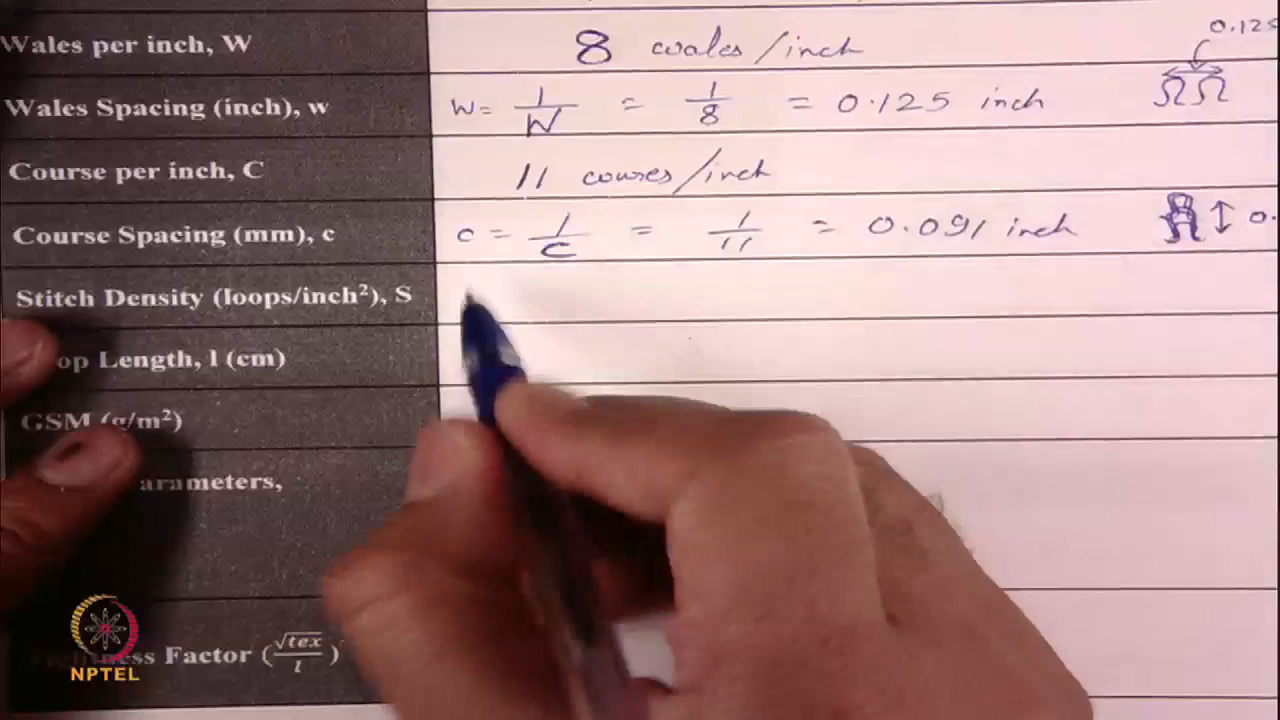 Wales per inch, W 8 wales/inch 0.125
Wales Spacing (inch), w w = 1/W = 1/8 = 0.125 inch
Course per inch, C 11 courses/inch
Course Spacing (mm), c c = 1/C = 1/11 = 0.091 inch 0.
Stitch Density (loops/inch²), S
op Length, l (cm)
GSM (g/m²)
arameters,
ness Factor (√tex/l)
NPTEL